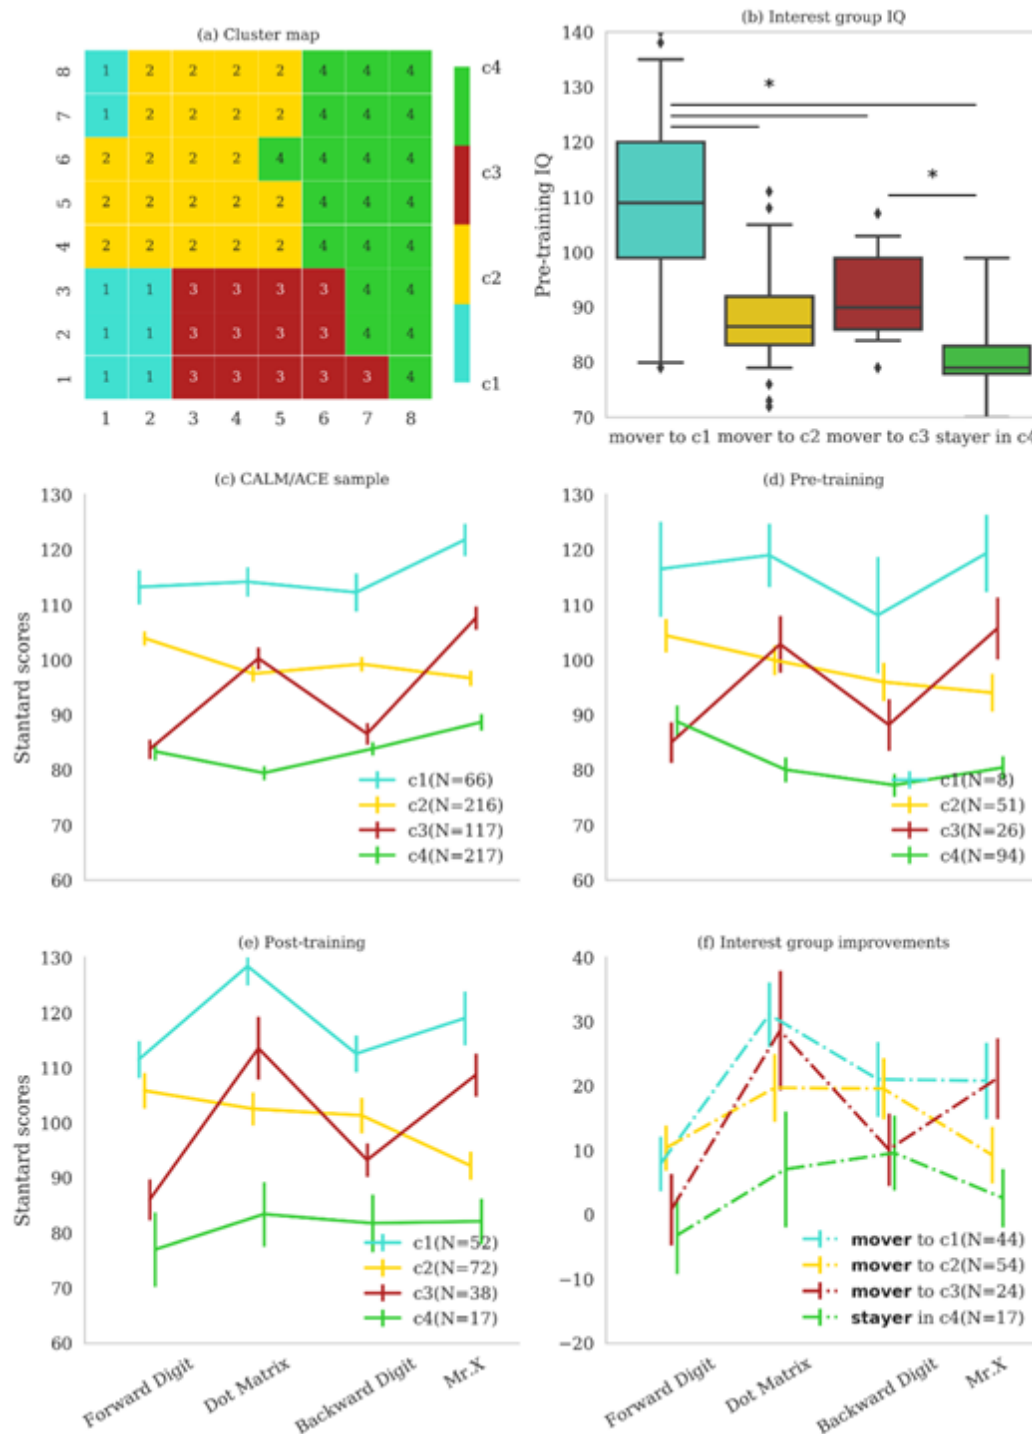 (a) Cluster map
8 1 2 2 2 2 4 4 4
7 1 2 2 2 2 4 4 4
6 2 2 2 2 4 4 4 4
5 2 2 2 2 2 4 4 4
4 2 2 2 2 2 4 4 4
3 1 1 3 3 3 3 4 4
2 1 1 3 3 3 3 4 4
1 1 1 3 3 3 3 3 4
1 2 3 4 5 6 7 8
c4
c3
c2
c1
(b) Interest group IQ
Pre-training IQ
140
130
120
110
100
90
80
70
*
*
mover to c1 mover to c2 mover to c3 stayer in c4
(c) CALM/ACE sample
Stantard scores
130
120
110
100
90
80
70
60
c1(N=66)
c2(N=216)
c3(N=117)
c4(N=217)
(d) Pre-training
130
120
110
100
90
80
70
60
c1(N=8)
c2(N=51)
c3(N=26)
c4(N=94)
(e) Post-training
Stantard scores
130
120
110
100
90
80
70
60
c1(N=52)
c2(N=72)
c3(N=38)
c4(N=17)
Forward Digit
Dot Matrix
Backward Digit
Mr.X
(f) Interest group improvements
40
30
20
10
0
−10
−20
mover to c1(N=44)
mover to c2(N=54)
mover to c3(N=24)
stayer in c4(N=17)
Forward Digit
Dot Matrix
Backward Digit
Mr.X